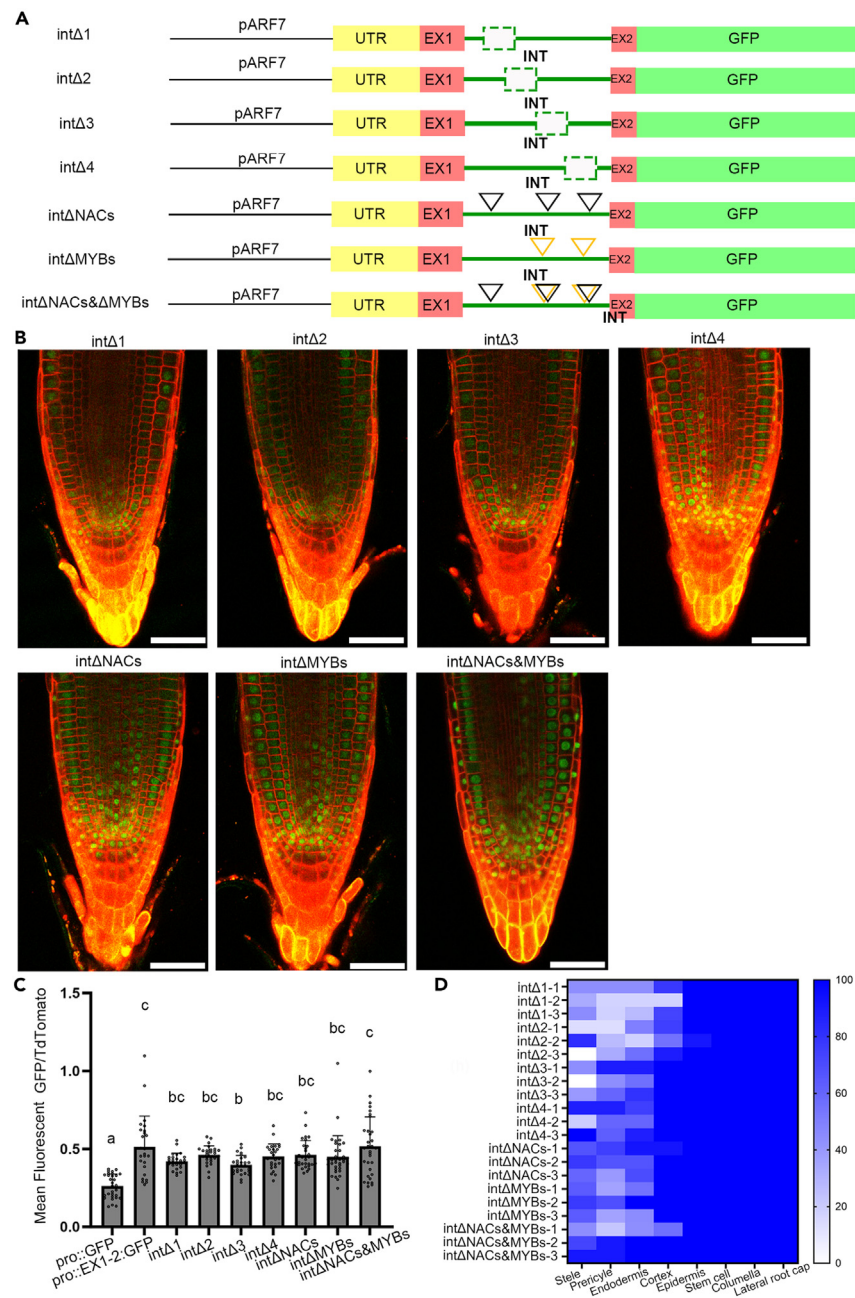 A
intΔ1 pARF7 UTR EX1 INT EX2 GFP
intΔ2 pARF7 UTR EX1 INT EX2 GFP
intΔ3 pARF7 UTR EX1 INT EX2 GFP
intΔ4 pARF7 UTR EX1 INT EX2 GFP
intΔNACs pARF7 UTR EX1 INT EX2 GFP
intΔMYBs pARF7 UTR EX1 INT EX2 GFP
intΔNACs&ΔMYBs pARF7 UTR EX1 EX2 GFP
INT
B
intΔ1 intΔ2 intΔ3 intΔ4
intΔNACs intΔMYBs intΔNACs&MYBs
C
Mean Fluorescent GFP/TdTomato
1.5
1.0
0.5
0.0
a c bc bc b bc bc bc c
pro::GFP
pro::EX1-2:GFP
intΔ1
intΔ2
intΔ3
intΔ4
intΔNACs
intΔMYBs
intΔNACs&MYBs
D
intΔ1-1
intΔ1-2
intΔ1-3
intΔ2-1
intΔ2-2
intΔ2-3
intΔ3-1
intΔ3-2
intΔ3-3
intΔ4-1
intΔ4-2
intΔ4-3
intΔNACs-1
intΔNACs-2
intΔNACs-3
intΔMYBs-1
intΔMYBs-2
intΔMYBs-3
intΔNACs&MYBs-1
intΔNACs&MYBs-2
intΔNACs&MYBs-3
Stele
Prericyle
Endodermis
Cortex
Epidermis
Stem cell
Columella
Lateral root cap
100
80
60
40
20
0